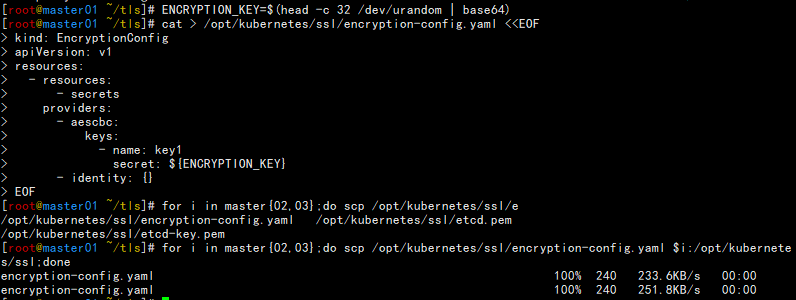 [root@master01 ~/tls]# ENCRYPTION_KEY=$(head -c 32 /dev/urandom | base64)
[root@master01 ~/tls]# cat > /opt/kubernetes/ssl/encryption-config.yaml <<EOF
> kind: EncryptionConfig
> apiVersion: v1
> resources:
>   - resources:
>       - secrets
>     providers:
>       - aescbc:
>           keys:
>             - name: key1
>               secret: ${ENCRYPTION_KEY}
>       - identity: {}
> EOF
[root@master01 ~/tls]# for i in master{02,03};do scp /opt/kubernetes/ssl/e
/opt/kubernetes/ssl/encryption-config.yaml   /opt/kubernetes/ssl/etcd.pem
/opt/kubernetes/ssl/etcd-key.pem
[root@master01 ~/tls]# for i in master{02,03};do scp /opt/kubernetes/ssl/encryption-config.yaml $i:/opt/kubernete
s/ssl;done
encryption-config.yaml                                        100%  240   233.6KB/s   00:00
encryption-config.yaml                                        100%  240   251.8KB/s   00:00
[root@master01 ~/tls]#